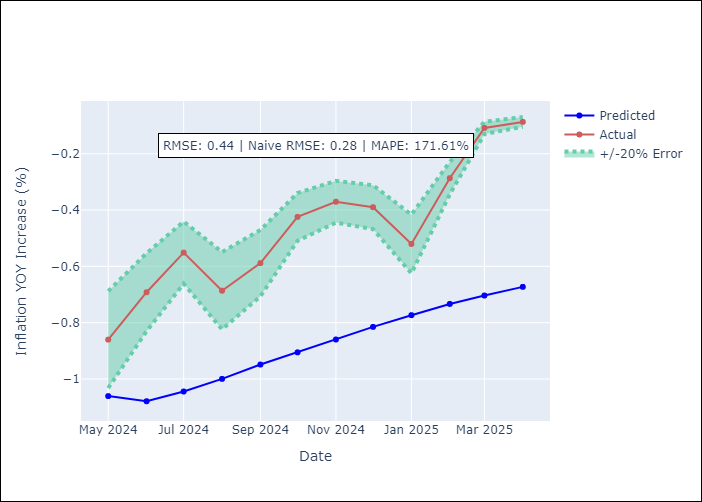 Predicted
Actual
+/-20% Error
RMSE: 0.44 | Naive RMSE: 0.28 | MAPE: 171.61%
−0.2
−0.4
−0.6
−0.8
−1
Inflation YOY Increase (%)
May 2024 Jul 2024 Sep 2024 Nov 2024 Jan 2025 Mar 2025
Date